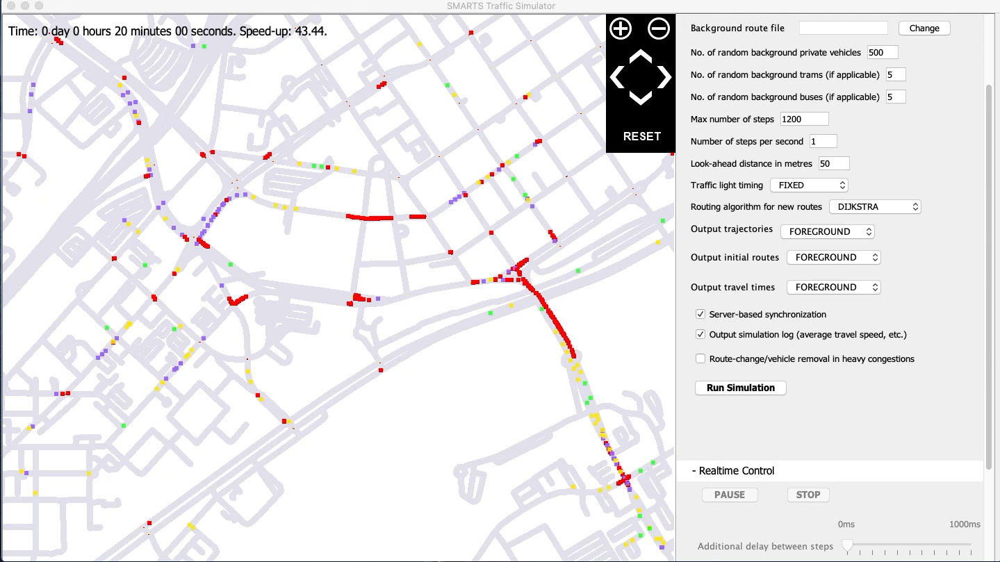 SMARTS Traffic Simulator
Time: 0 day 0 hours 20 minutes 00 seconds. Speed-up: 43.44.
RESET
Background route file
Change
No. of random background private vehicles 500
No. of random background trams (if applicable) 5
No. of random background buses (if applicable) 5
Max number of steps 1200
Number of steps per second 1
Look-ahead distance in metres 50
Traffic light timing FIXED
Routing algorithm for new routes DIJKSTRA
Output trajectories FOREGROUND
Output initial routes FOREGROUND
Output travel times FOREGROUND
Server-based synchronization
Output simulation log (average travel speed, etc.)
Route-change/vehicle removal in heavy congestions
Run Simulation
- Realtime Control
PAUSE STOP
0ms 1000ms
Additional delay between steps